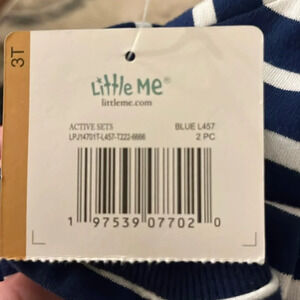 3T
Little Me®
littleme.com
ACTIVE SETS BLUE L457
LPJ14701T-L457-T222-6666 2 PC
1 97539 07702 0